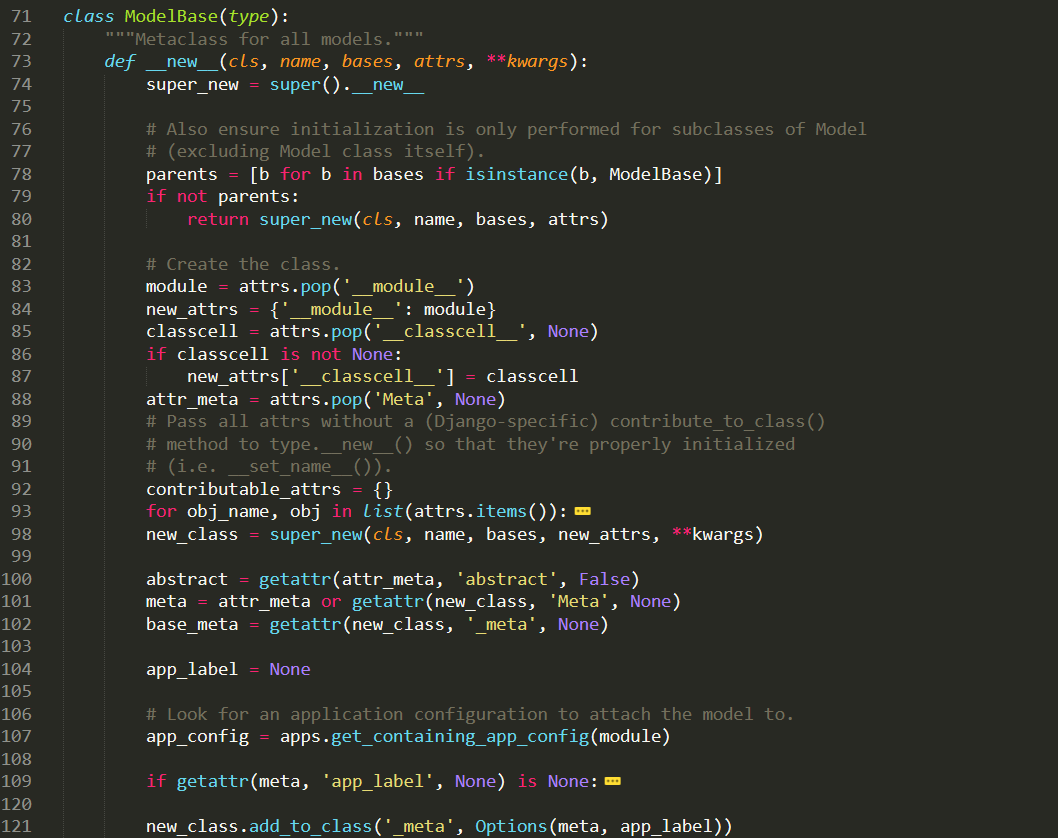 71 class ModelBase(type):
72     """Metaclass for all models."""
73     def __new__(cls, name, bases, attrs, **kwargs):
74         super_new = super().__new__
75
76         # Also ensure initialization is only performed for subclasses of Model
77         # (excluding Model class itself).
78         parents = [b for b in bases if isinstance(b, ModelBase)]
79         if not parents:
80             return super_new(cls, name, bases, attrs)
81
82         # Create the class.
83         module = attrs.pop('__module__')
84         new_attrs = {'__module__': module}
85         classcell = attrs.pop('__classcell__', None)
86         if classcell is not None:
87             new_attrs['__classcell__'] = classcell
88         attr_meta = attrs.pop('Meta', None)
89         # Pass all attrs without a (Django-specific) contribute_to_class()
90         # method to type.__new__() so that they're properly initialized
91         # (i.e. __set_name__()).
92         contributable_attrs = {}
93         for obj_name, obj in list(attrs.items()):
98         new_class = super_new(cls, name, bases, new_attrs, **kwargs)
99
100         abstract = getattr(attr_meta, 'abstract', False)
101         meta = attr_meta or getattr(new_class, 'Meta', None)
102         base_meta = getattr(new_class, '_meta', None)
103
104         app_label = None
105
106         # Look for an application configuration to attach the model to.
107         app_config = apps.get_containing_app_config(module)
108
109         if getattr(meta, 'app_label', None) is None:
120
121         new_class.add_to_class('_meta', Options(meta, app_label))